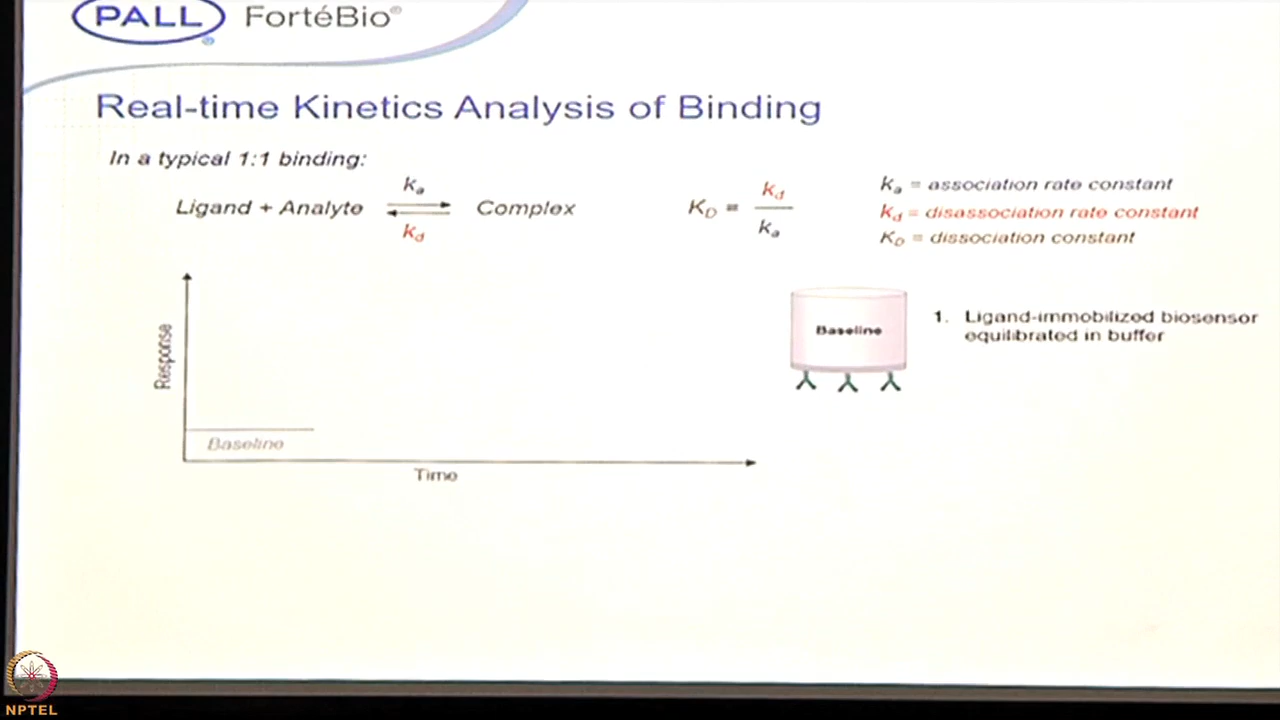 PALL FortéBio®
®
Real-time Kinetics Analysis of Binding
In a typical 1:1 binding:
Ligand + Analyte ka kd Complex
KD = kd / ka
ka = association rate constant
kd = disassociation rate constant
KD = dissociation constant
Baseline
1. Ligand-immobilized biosensor
equilibrated in buffer
Response
Baseline
Time
NPTEL